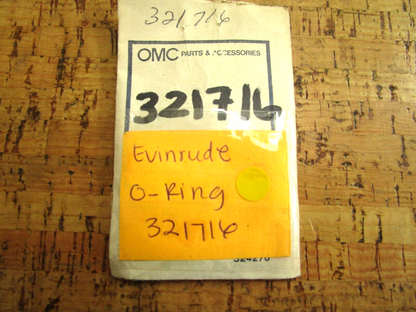 321716
OMC PARTS & ACCESSORIES
321716
Evinrude
O-Ring
321716